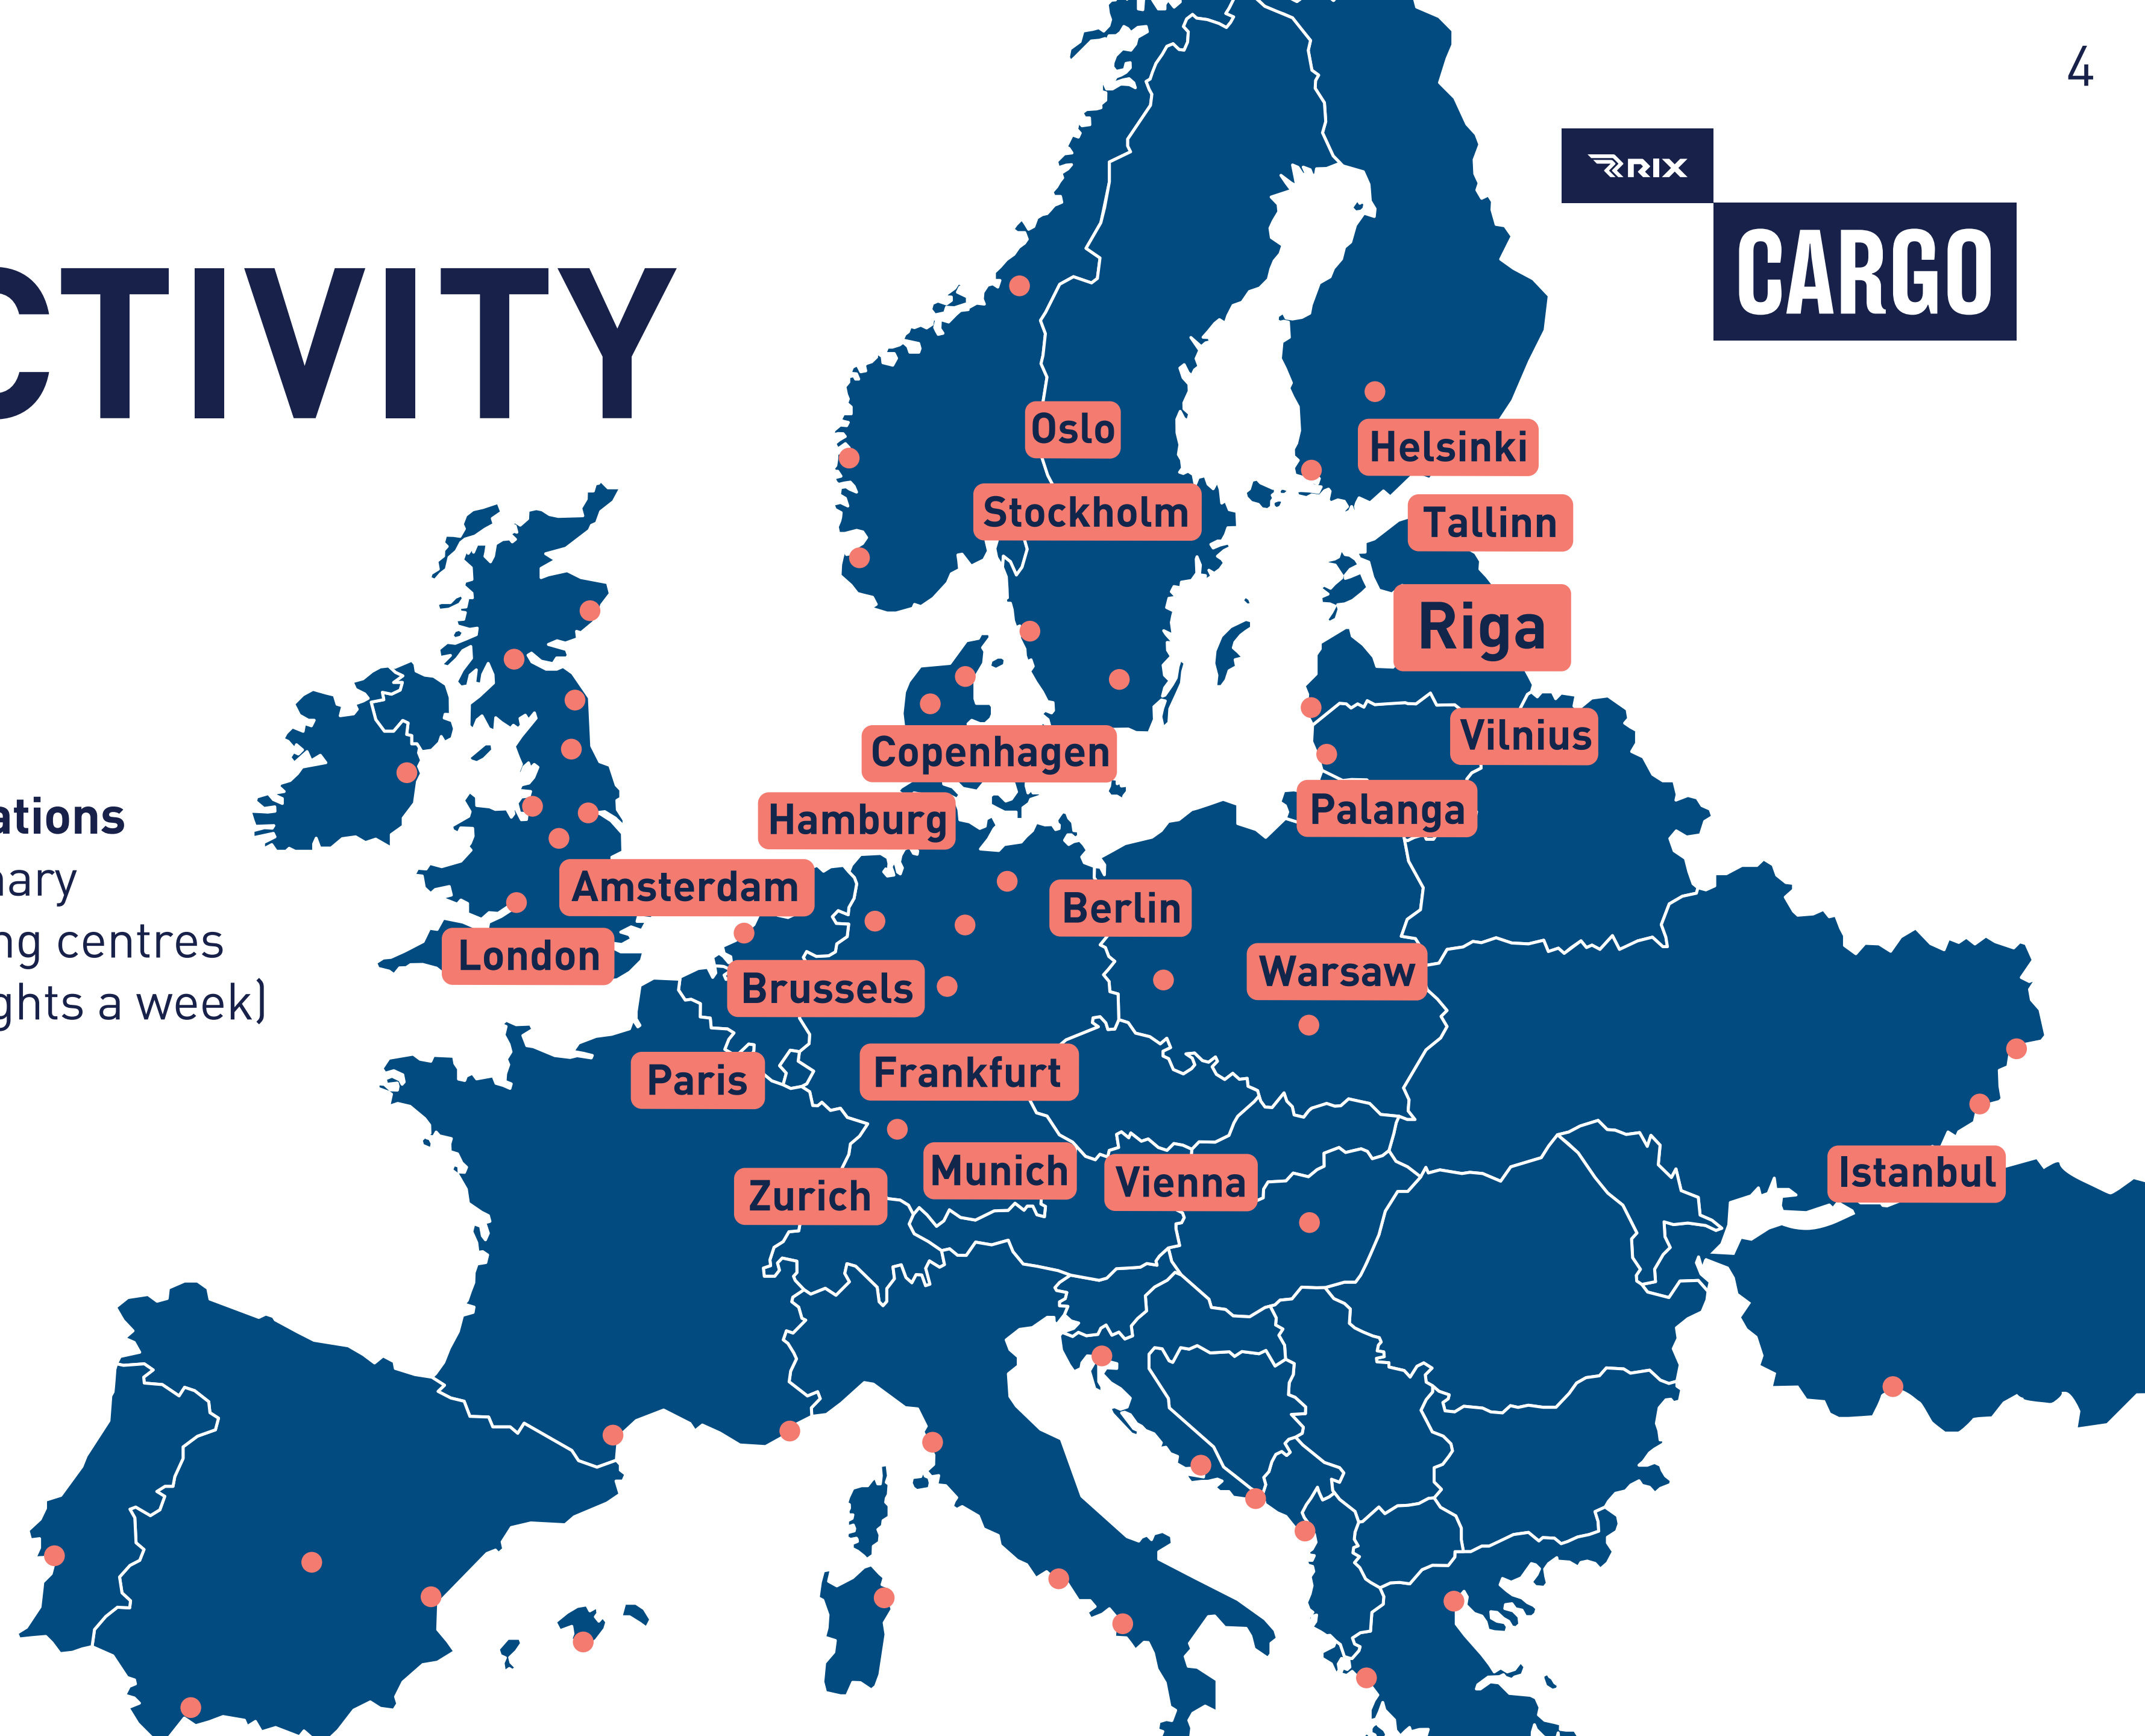 4
RIX
CARGO
CTIVITY
Oslo
Helsinki
Stockholm
Tallinn
Riga
Vilnius
Copenhagen
Palanga
Hamburg
ations
nary
ng centres
ghts a week)
Amsterdam
Berlin
London
Warsaw
Brussels
Paris
Frankfurt
Munich
Vienna
Zurich
Istanbul